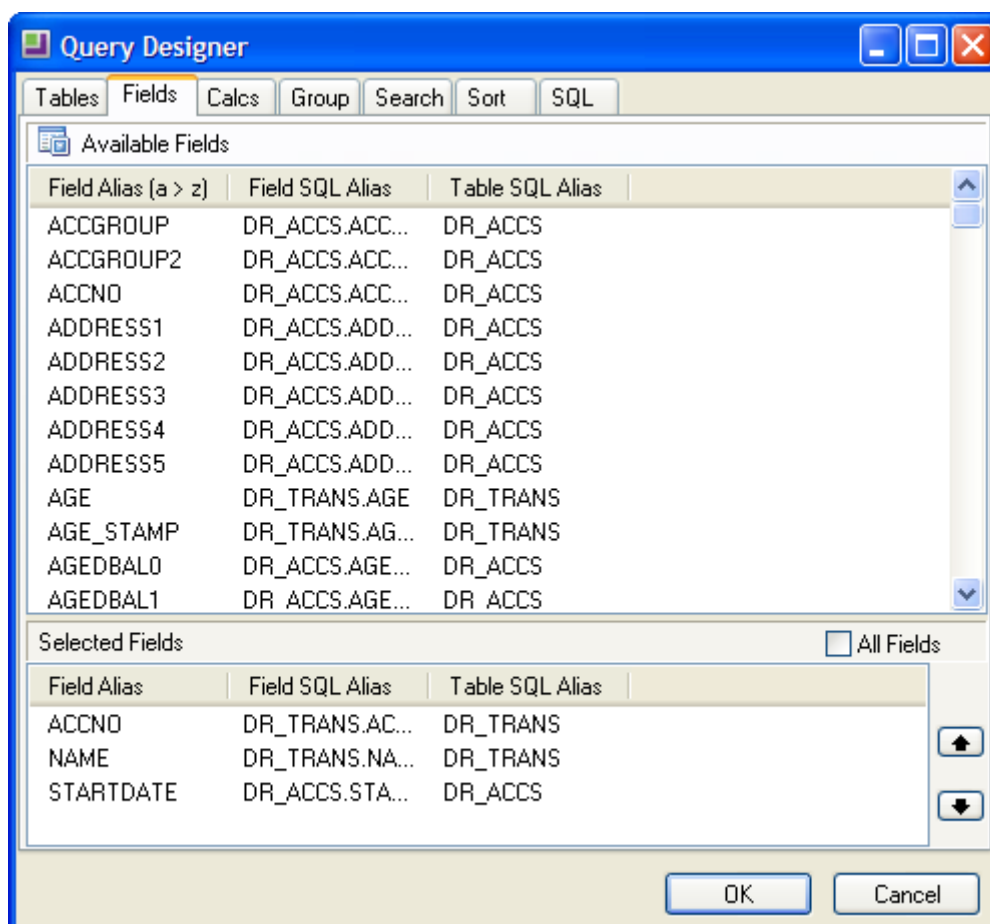 Query Designer
Tables Fields Calcs Group Search Sort SQL
Available Fields
Field Alias (a > z) Field SQL Alias Table SQL Alias
ACCGROUP DR_ACCS.ACC... DR_ACCS
ACCGROUP2 DR_ACCS.ACC... DR_ACCS
ACCNO DR_ACCS.ACC... DR_ACCS
ADDRESS1 DR_ACCS.ADD... DR_ACCS
ADDRESS2 DR_ACCS.ADD... DR_ACCS
ADDRESS3 DR_ACCS.ADD... DR_ACCS
ADDRESS4 DR_ACCS.ADD... DR_ACCS
ADDRESS5 DR_ACCS.ADD... DR_ACCS
AGE DR_TRANS.AGE DR_TRANS
AGE_STAMP DR_TRANS.AG... DR_TRANS
AGEDBAL0 DR_ACCS.AGE... DR_ACCS
AGEDBAL1 DR_ACCS.AGE... DR_ACCS
Selected Fields All Fields
Field Alias Field SQL Alias Table SQL Alias
ACCNO DR_TRANS.AC... DR_TRANS
NAME DR_TRANS.NA... DR_TRANS
STARTDATE DR_ACCS.STA... DR_ACCS
OK Cancel